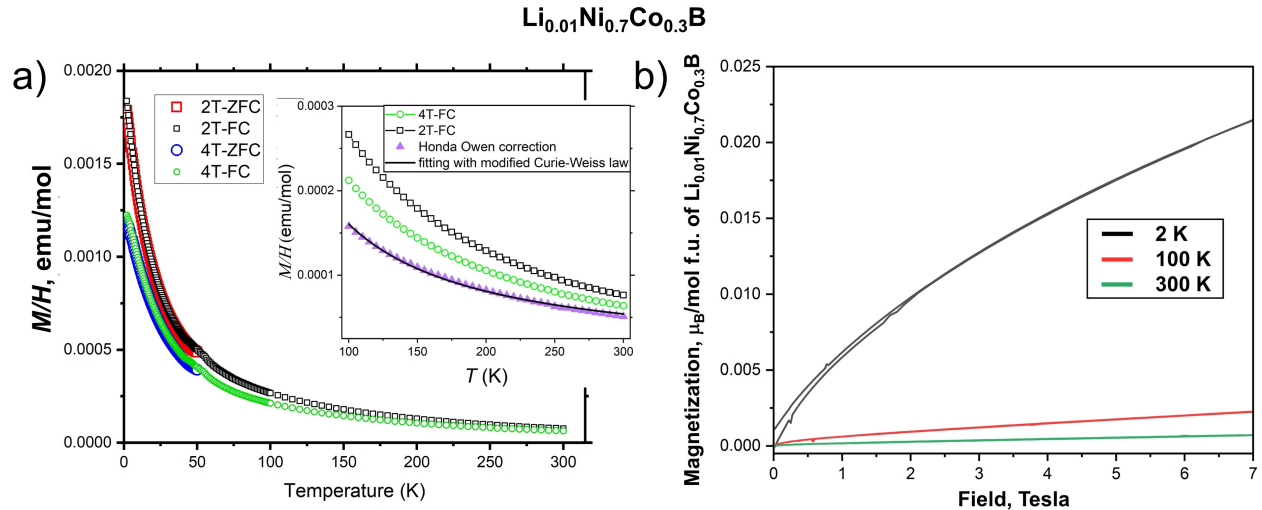 Li0.01Ni0.7Co0.3B
a)
0.0020
0.0015
0.0010
0.0005
0.0000
M/H, emu/mol
2T-ZFC
2T-FC
4T-ZFC
4T-FC
0 50 100 150 200 250 300
Temperature (K)
0.0003
0.0002
0.0001
M/H (emu/mol)
4T-FC
2T-FC
Honda Owen correction
fitting with modified Curie-Weiss law
100 150 200 250 300
T (K)
b)
0.025
0.020
0.015
0.010
0.005
0.000
Magnetization, μB/mol f.u. of Li0.01Ni0.7Co0.3B
2 K
100 K
300 K
0 1 2 3 4 5 6 7
Field, Tesla